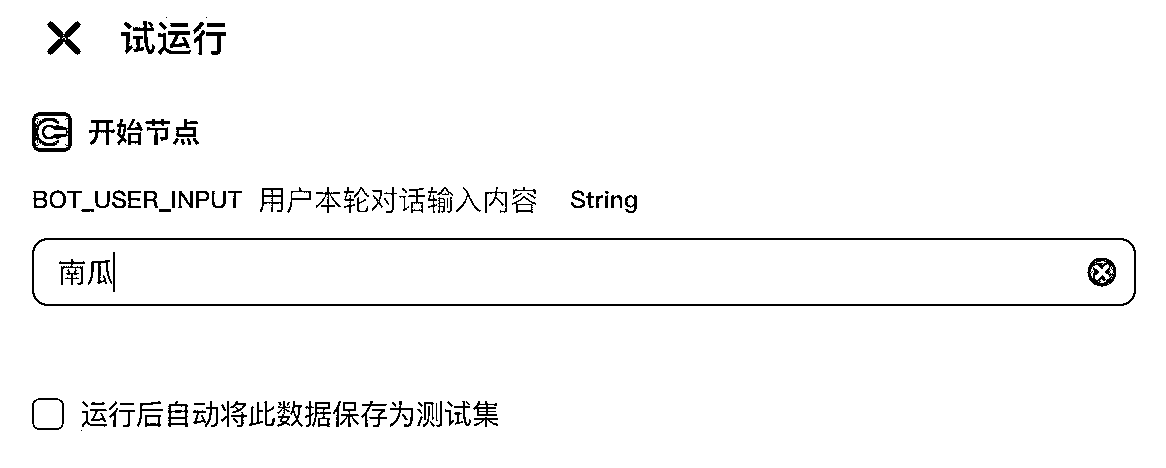 试运行
开始节点
BOT_USER_INPUT 用户本轮对话输入内容 String
南瓜
运行后自动将此数据保存为测试集